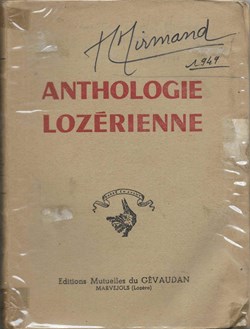 H Mirmand
1949
ANTHOLOGIE
LOZÉRIENNE
Editions Mutuelles du GÉVAUDAN
MARVEJOLS (Lozère)